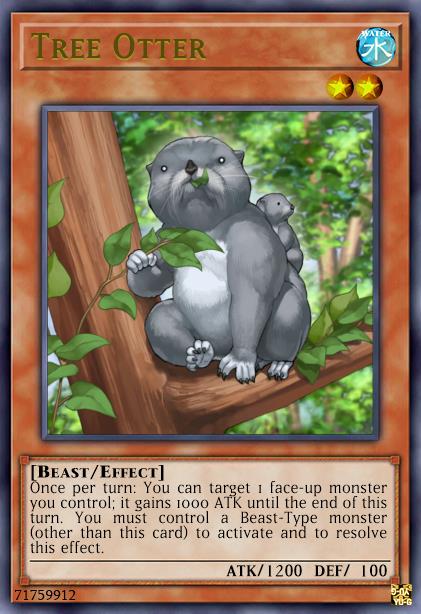 Tree Otter
WATER
水
[Beast/Effect]
Once per turn: You can target 1 face-up monster
you control; it gains 1000 ATK until the end of this
turn. You must control a Beast-Type monster
(other than this card) to activate and to resolve
this effect.
ATK/1200 DEF/ 100
71759912